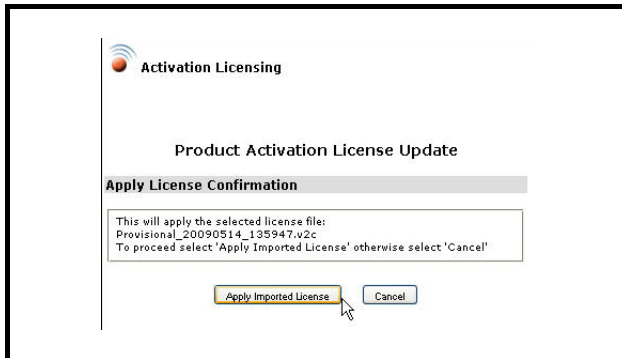 Activation Licensing
Product Activation License Update
Apply License Confirmation
This will apply the selected license file:
Provisional_20090514_135947.v2c
To proceed select 'Apply Imported License' otherwise select 'Cancel'
Apply Imported License Cancel